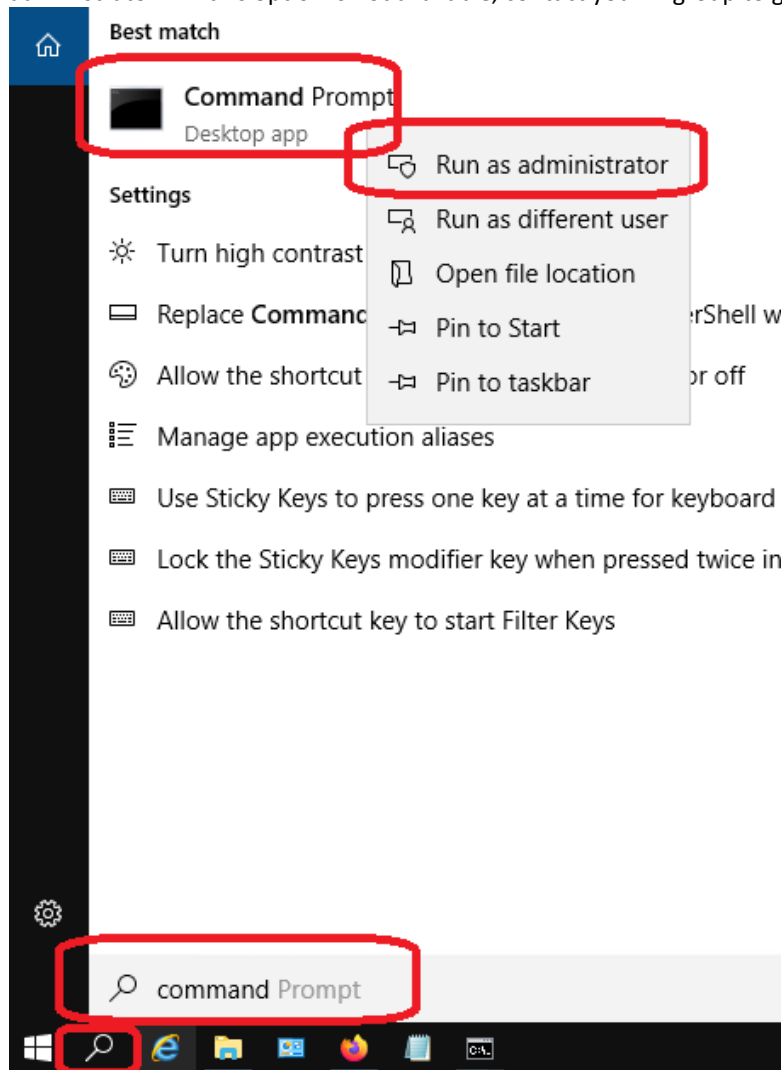 Best match
Command Prompt
Desktop app
Run as administrator
Settings
Run as different user
Turn high contrast
Open file location
Replace Command rShell w
Pin to Start
Allow the shortcut or off
Pin to taskbar
Manage app execution aliases
Use Sticky Keys to press one key at a time for keyboard
Lock the Sticky Keys modifier key when pressed twice in
Allow the shortcut key to start Filter Keys
command Prompt
C:\.